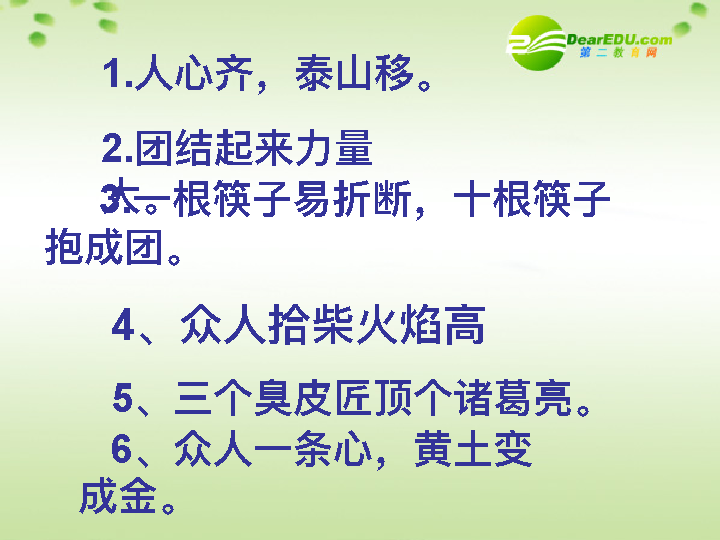 DearEDU.com
第二教育网
1.人心齐，泰山移。
2.团结起来力量
大。
3.一根筷子易折断，十根筷子
抱成团。
4、众人拾柴火焰高
5、三个臭皮匠顶个诸葛亮。
6、众人一条心，黄土变
成金。